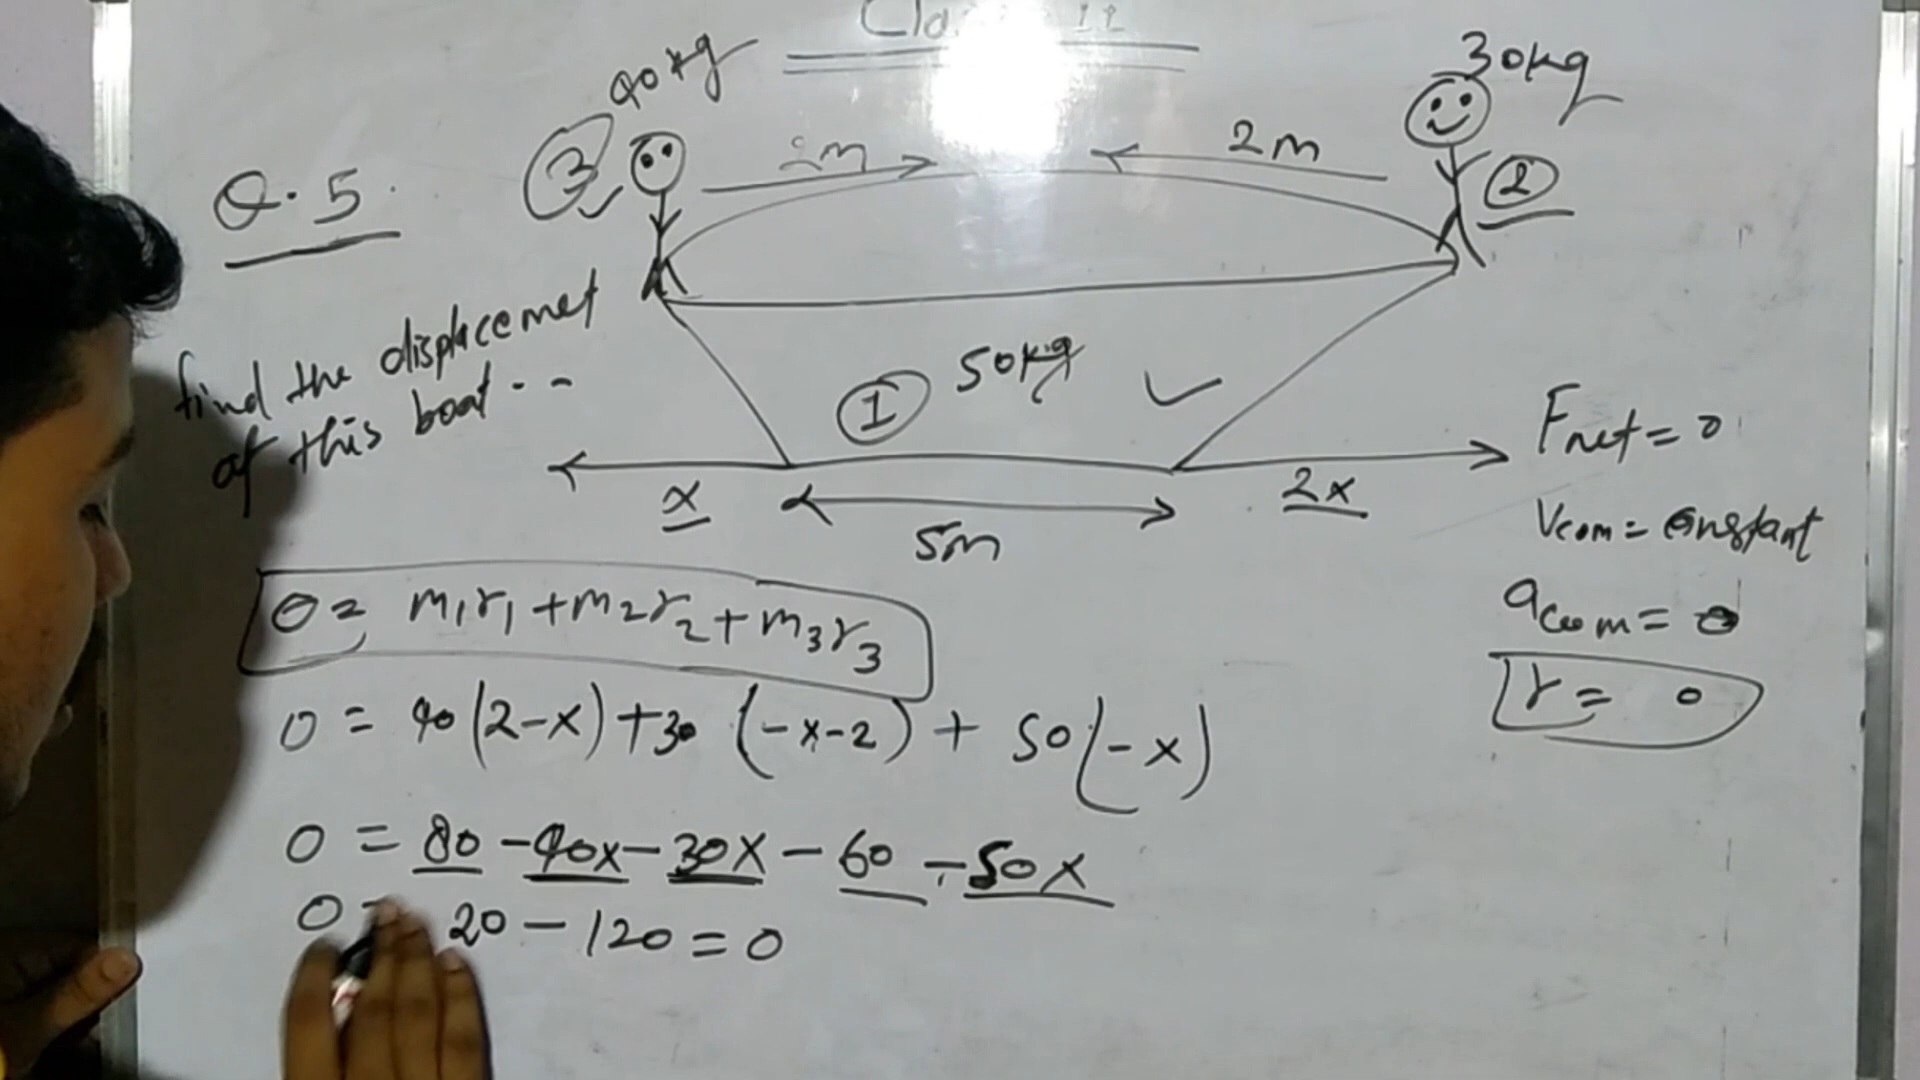 40kg
30kg
Q.5.
3
2m
2m
2
find the displacemet
of this boat..
1 50kg
Fnet = 0
x
5m
2x
Vcom = constant
acom = 0
r = 0
0 = m1r1 + m2r2 + m3r3
0 = 40(2-x) + 30 (-x-2) + 50(-x)
0 = 80 - 40x - 30x - 60 - 50x
0 = 20 - 120 = 0